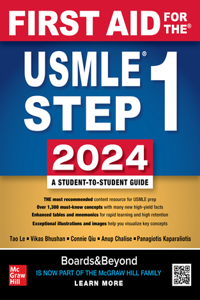 FIRST AID FOR THE®
USMLE®
STEP 1
2024
A STUDENT-TO-STUDENT GUIDE
THE most recommended content resource for USMLE prep
Over 1,300 must-know concepts with many new high-yield facts
Enhanced tables and mnemonics for rapid learning and high retention
Exceptional illustrations and images help you visualize key concepts
Tao Le • Vikas Bhushan • Connie Qiu • Anup Chalise • Panagiotis Kaparaliotis
Mc
Graw
Hill
Boards&Beyond
IS NOW PART OF THE McGRAW HILL FAMILY
LEARN MORE